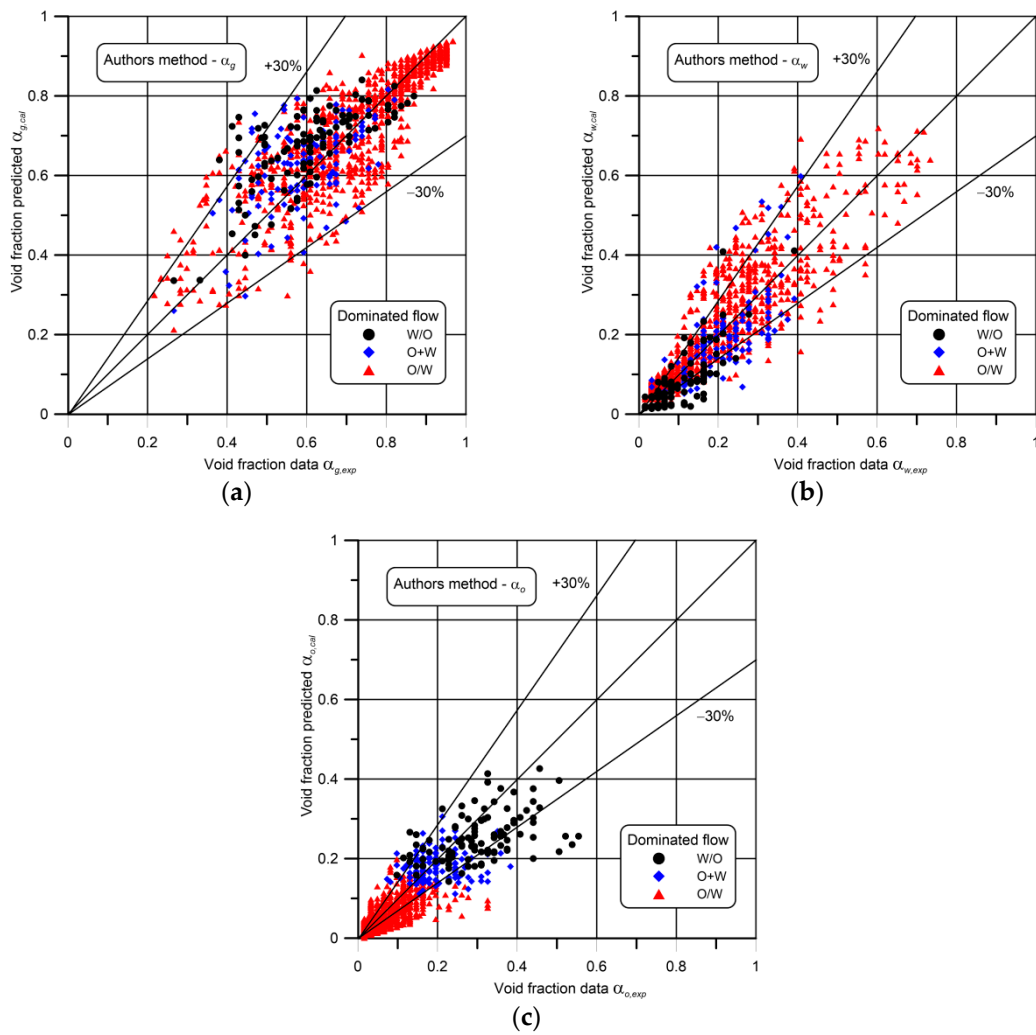 Authors method - αg
+30%
−30%
Void fraction predicted αg,cal
1
0.8
0.6
0.4
0.2
0
Dominated flow
W/O
O+W
O/W
0 0.2 0.4 0.6 0.8 1
Void fraction data αg,exp
(a)
Authors method - αw
+30%
−30%
Void fraction predicted αw,cal
1
0.8
0.6
0.4
0.2
0
Dominated flow
W/O
O+W
O/W
0 0.2 0.4 0.6 0.8 1
Void fraction data αw,exp
(b)
Authors method - αo
+30%
−30%
Void fraction predicted αo,cal
1
0.8
0.6
0.4
0.2
0
Dominated flow
W/O
O+W
O/W
0 0.2 0.4 0.6 0.8 1
Void fraction data αo,exp
(c)